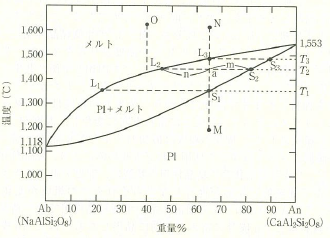 O
N
1,600
メルト
L₃
1,553
1,500
L₂
m
T₃
n
a
S₃
T₂
S₂
1,400
L₁
T₁
S₁
温度 (℃)
1,300
Pl+メルト
1,200
M
1,118
1,100
Pl
1,000
Ab 10 20 30 40 50 60 70 80 90 An
(NaAlSi₃O₈) 重量% (CaAl₂Si₂O₈)